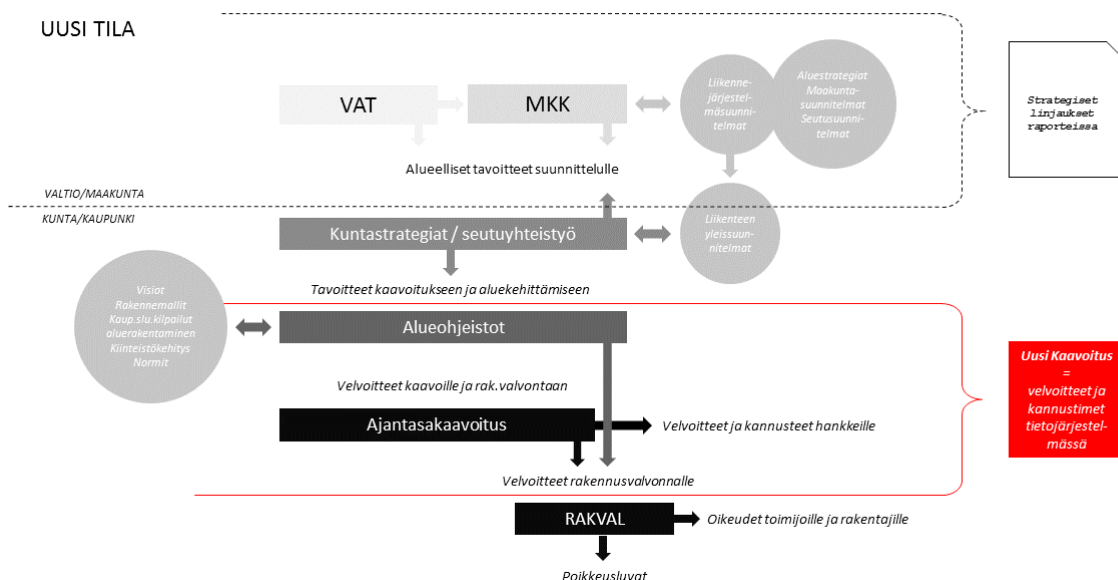 UUSI TILA
VAT
MKK
Liikenne-
järjestel-
mäsuunni-
telmat
Aluestrategiat
Maakunta-
suunnitelmat
Seutusuunni-
telmat
Strategiset
linjaukset
raporteissa
Alueelliset tavoitteet suunnittelulle
VALTIO/MAAKUNTA
KUNTA/KAUPUNKI
Kuntastrategiat / seutuyhteistyö
Liikenteen
yleissuun-
nitelmat
Tavoitteet kaavoitukseen ja aluekehittämiseen
Visiot
Rakennemallit
Kaup.slu.kilpailut
aluerakentaminen
Kiinteistökehitys
Normit
Alueohjeistot
Velvoitteet kaavoille ja rak.valvontaan
Uusi Kaavoitus
=
velvoitteet ja
kannustimet
tietojärjestel-
mässä
Ajantasakaavoitus
Velvoitteet ja kannusteet hankkeille
Velvoitteet rakennusvalvonnalle
RAKVAL
Oikeudet toimijoille ja rakentajille
Poikkeusluvat